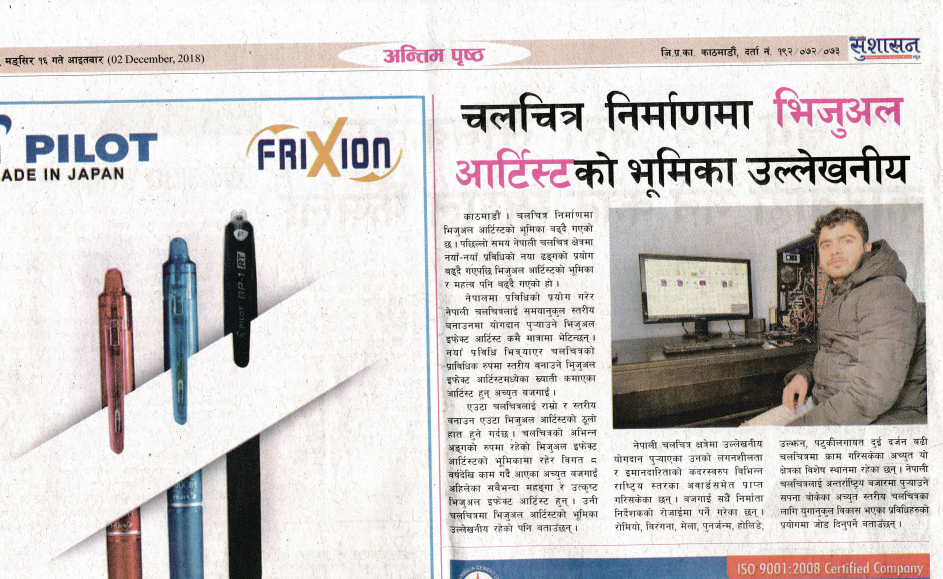 मङ्सिर १६ गते आइतबार (02 December, 2018)
अन्तिम पृष्ठ
जि.प्र.का. काठमाडौं, दर्ता नं. १९२/०७२/०७३
सुशासन
PILOT
ADE IN JAPAN
FRIXION
PILOT BP-1 RT
चलचित्र निर्माणमा भिजुअल
आर्टिस्टको भूमिका उल्लेखनीय
काठमाडौं । चलचित्र निर्माणमा
भिजुअल आर्टिस्टको भूमिका बढ्दै गएको
छ । पछिल्लो समय नेपाली चलचित्र क्षेत्रमा
नयाँ-नयाँ प्रविधिको नया ढङ्गको प्रयोग
बढ्दै गएपछि भिजुअल आर्टिस्टको भूमिका
र महत्व पनि बढ्दै गएको हो ।
नेपालमा प्रविधिको प्रयोग गरेर
नेपाली चलचित्रलाई समयानुकुल स्तरीय
बनाउनमा योगदान पुऱ्याउने भिजुअल
इफेक्ट आर्टिस्ट कमै मात्रामा भेटिन्छन् ।
नयाँ प्रविधि भित्र्याएर चलचित्रको
प्राविधिक रुपमा स्तरीय बनाउने भिजुअल
इफेक्ट आर्टिस्टमध्येका ख्याती कमाएका
आर्टिस्ट हुन् अच्युत बजगाईं ।
एउटा चलचित्रलाई राम्रो र स्तरीय
बनाउन एउटा भिजुअल आर्टिस्टको ठूलो
हात हुने गर्दछ । चलचित्रको अभिन्न
अङ्गको रुपमा रहेको भिजुअल इफेक्ट
आर्टिस्टको भूमिकामा रहेर विगत ८
वर्षदेखि काम गर्दै आएका अच्युत बजगाईं
अहिलेका सबैभन्दा महङ्गा र उत्कृष्ट
भिजुअल इफेक्ट आर्टिस्ट हुन् । उनी
चलचित्रमा भिजुअल आर्टिस्टको भूमिका
उल्लेखनीय रहेको पनि बताउँछन् ।
नेपाली चलचित्र क्षेत्रमा उल्लेखनीय
योगदान पुऱ्याएका उनको लगनशीलता
र इमानदारिताको कदरस्वरुप विभिन्न
राष्ट्रिय स्तरका अवार्डसमेत प्राप्त
गरिसकेका छन् । बजगाईं सधैं निर्माता
निर्देशकको रोजाईमा पर्ने गरेका छन् ।
रोमियो, विरंगना, मेला, पुनर्जन्म, होलिडे,
उल्झन, पट्कीलगायत दुई दर्जन बढी
चलचित्रमा काम गरिसकेका अच्युत यो
क्षेत्रका विशेष स्थानमा रहेका छन् । नेपाली
चलचित्रलाई अन्तर्राष्ट्रिय बजारमा पुऱ्याउने
सपना बोकेका अच्युत स्तरीय चलचित्रका
लागि युगानुकुल विकास भएका प्रविधिहरुको
प्रयोगमा जोड दिनुपर्ने बताउँछन् ।
ISO 9001:2008 Certified Company